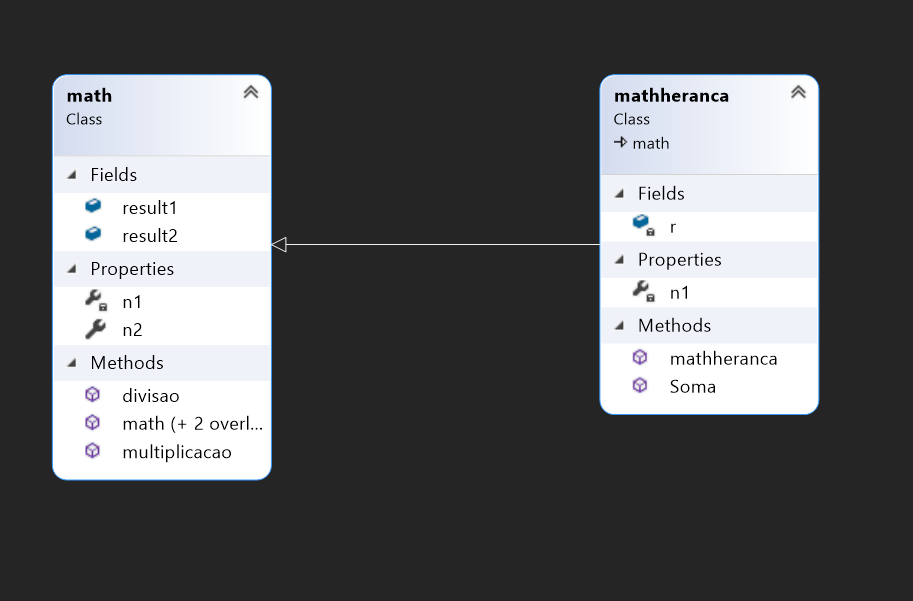 math
Class
Fields
result1
result2
Properties
n1
n2
Methods
divisao
math (+ 2 overl...
multiplicacao
mathheranca
Class
math
Fields
r
Properties
n1
Methods
mathheranca
Soma